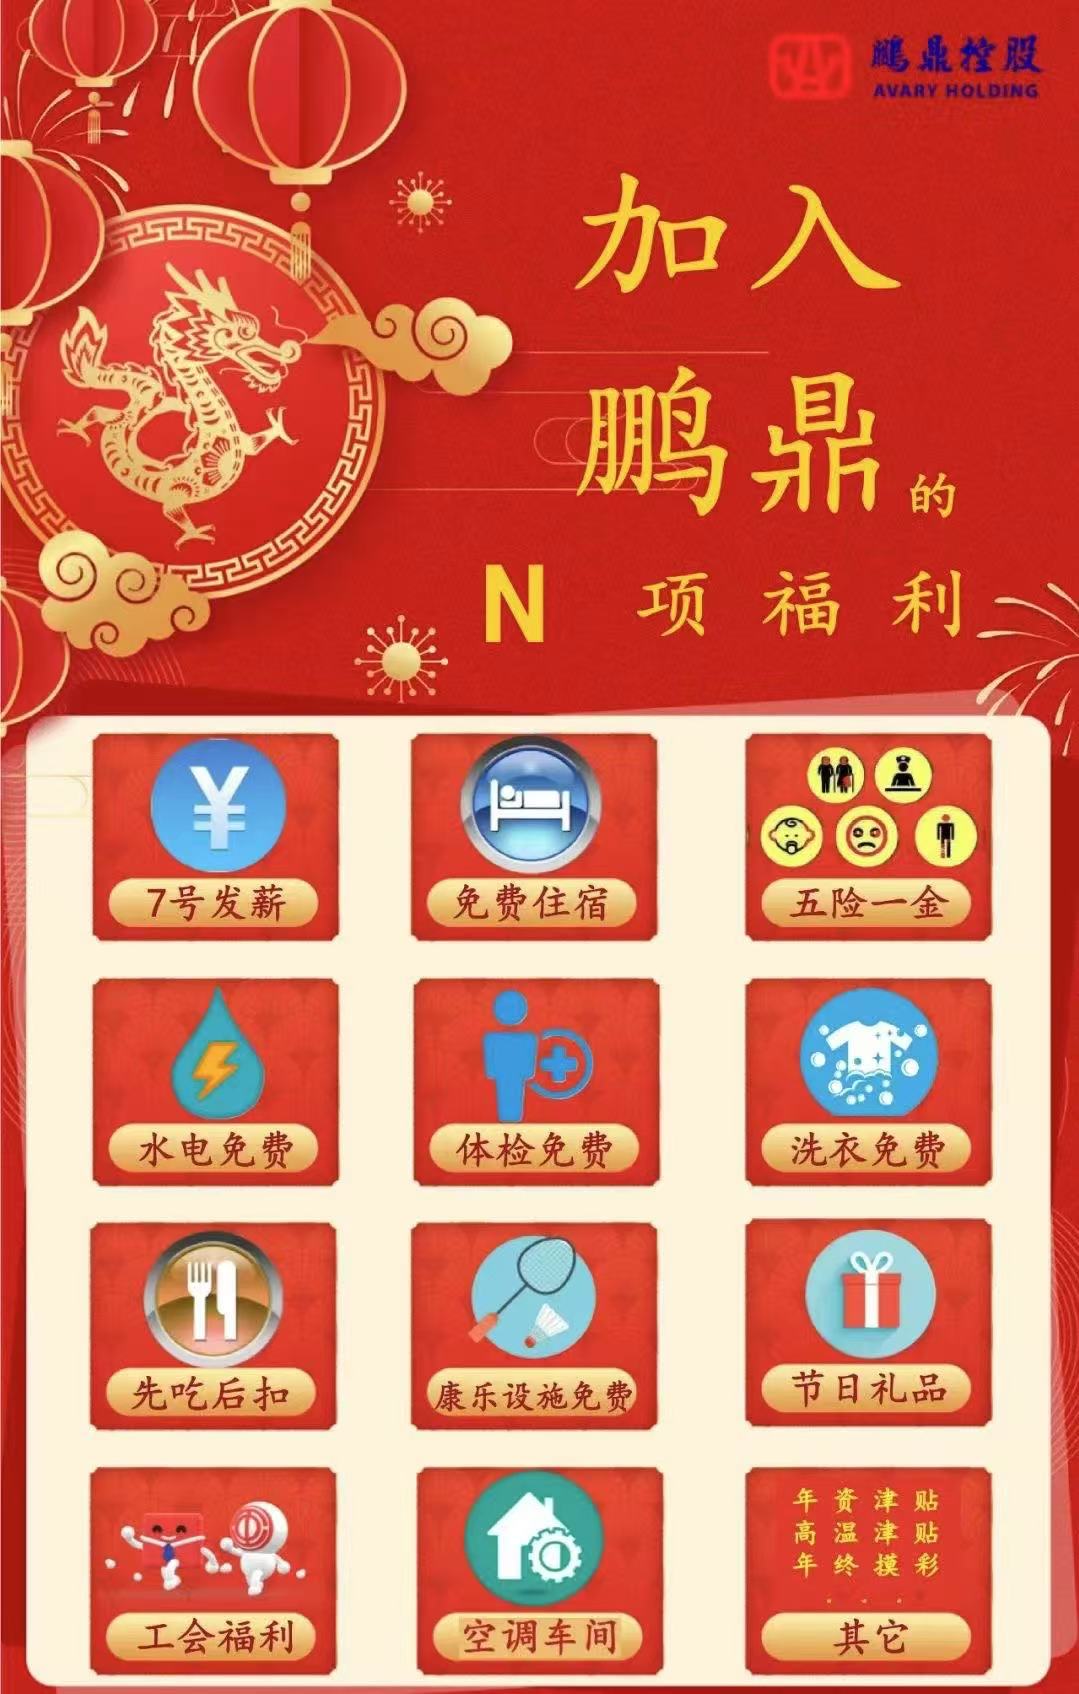 鹏鼎控股
AVARY HOLDING
加入
鹏鼎的
N 项福利
7号发薪
免费住宿
五险一金
水电免费
体检免费
洗衣免费
先吃后扣
康乐设施免费
节日礼品
工会福利
空调车间
年资津贴
高温津贴
年终摸彩
. . .
其它